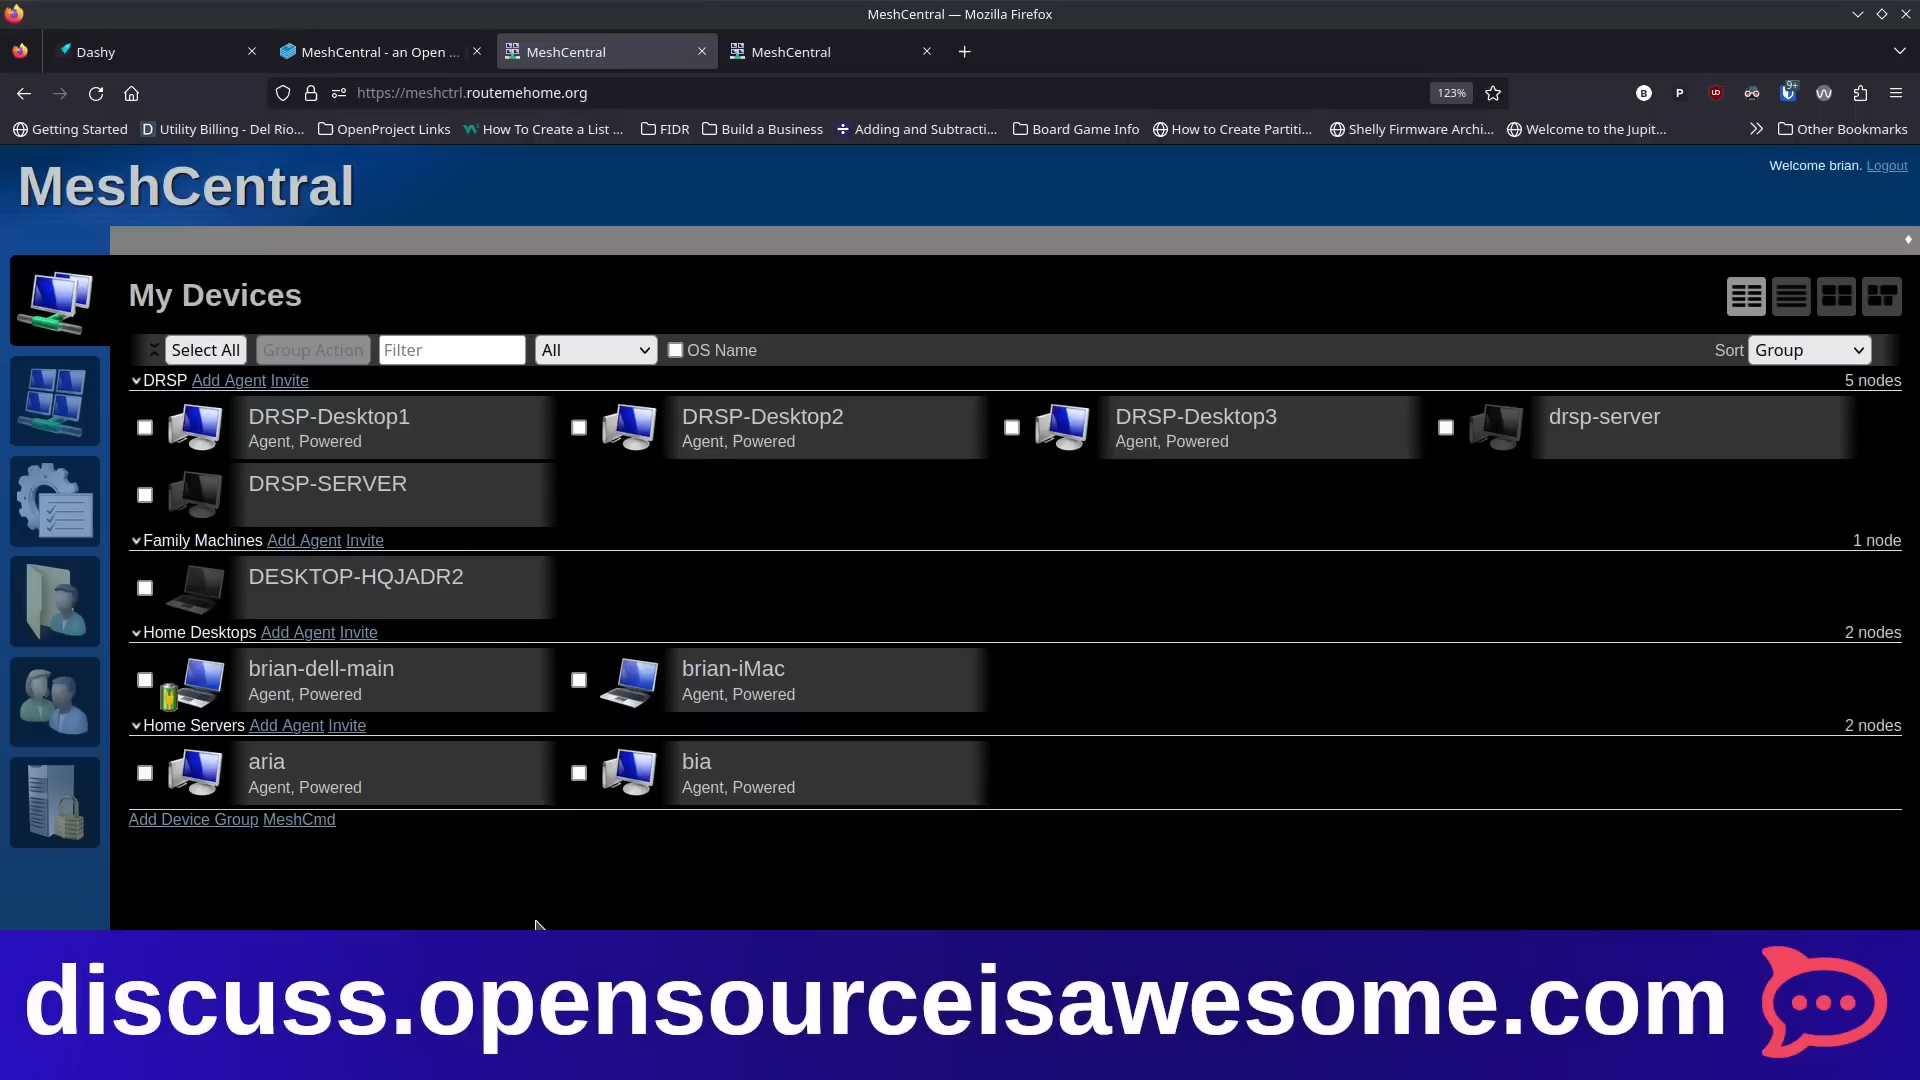 MeshCentral — Mozilla Firefox
Dashy
MeshCentral - an Open ...
MeshCentral
MeshCentral
https://meshctrl.routemehome.org
123%
B
P
9+
Getting Started
D Utility Billing - Del Rio...
OpenProject Links
How To Create a List ...
FIDR
Build a Business
Adding and Subtracti...
Board Game Info
How to Create Partiti...
Shelly Firmware Archi...
Welcome to the Jupit...
Other Bookmarks
MeshCentral
Welcome brian. Logout
My Devices
Select All Group Action Filter All OS Name Sort Group
DRSP Add Agent Invite 5 nodes
DRSP-Desktop1
Agent, Powered
DRSP-Desktop2
Agent, Powered
DRSP-Desktop3
Agent, Powered
drsp-server
DRSP-SERVER
Family Machines Add Agent Invite 1 node
DESKTOP-HQJADR2
Home Desktops Add Agent Invite 2 nodes
brian-dell-main
Agent, Powered
brian-iMac
Agent, Powered
Home Servers Add Agent Invite 2 nodes
aria
Agent, Powered
bia
Agent, Powered
Add Device Group MeshCmd
discuss.opensourceisawesome.com